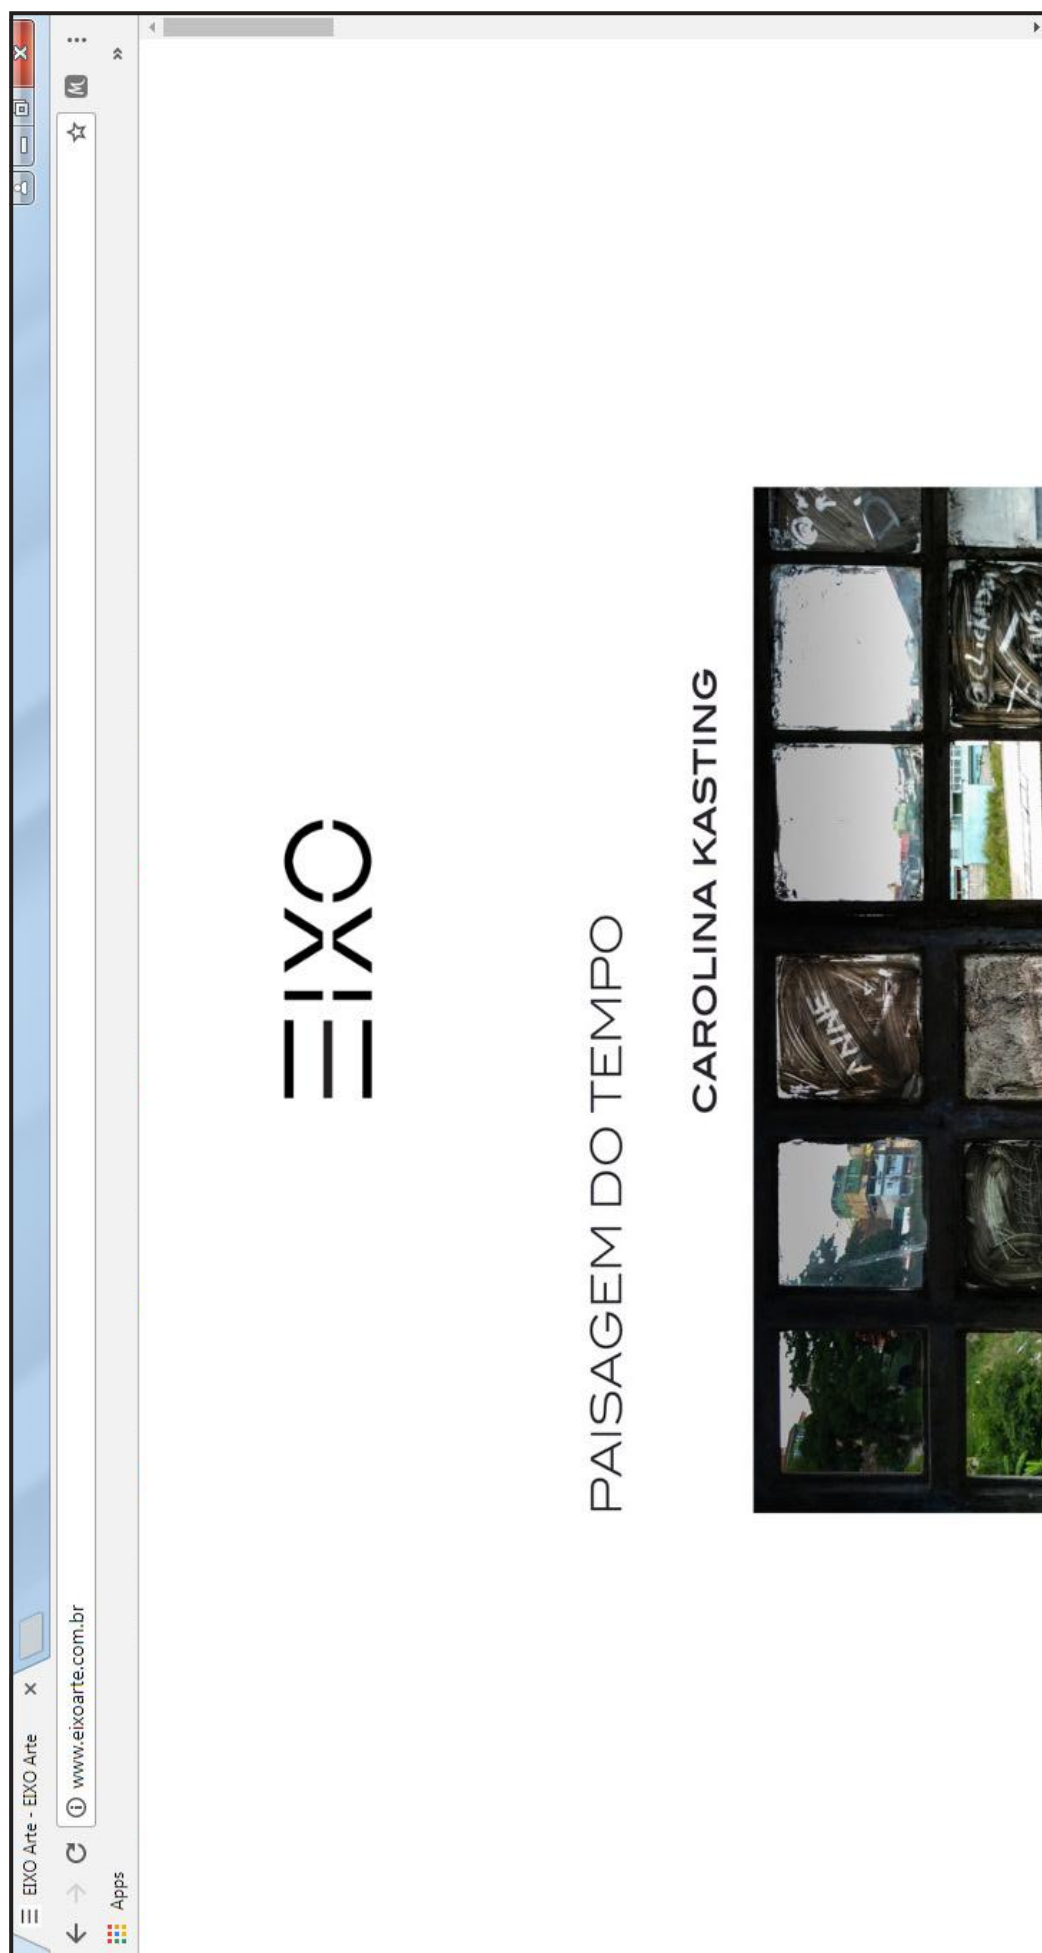 EIXO Arte - EIXO Arte
www.eixoarte.com.br
Apps
EIXO
PAISAGEM DO TEMPO
CAROLINA KASTING
ANNE